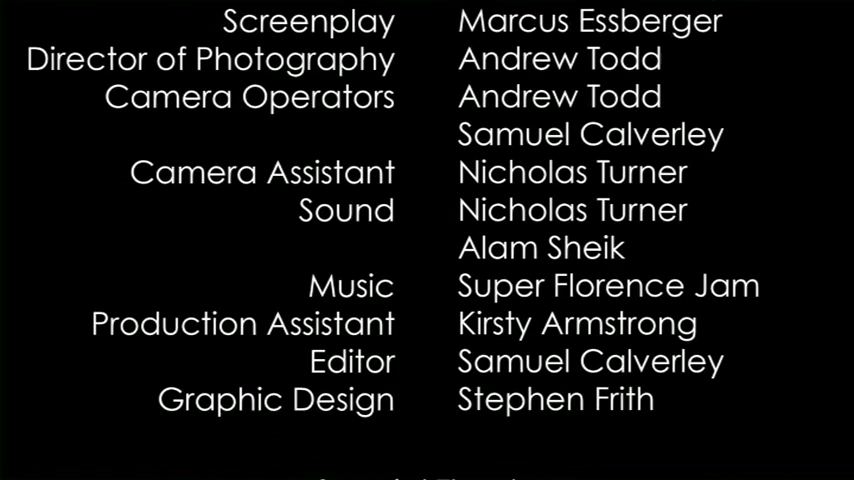 Screenplay Marcus Essberger
Director of Photography Andrew Todd
Camera Operators Andrew Todd
Samuel Calverley
Camera Assistant Nicholas Turner
Sound Nicholas Turner
Alam Sheik
Music Super Florence Jam
Production Assistant Kirsty Armstrong
Editor Samuel Calverley
Graphic Design Stephen Frith